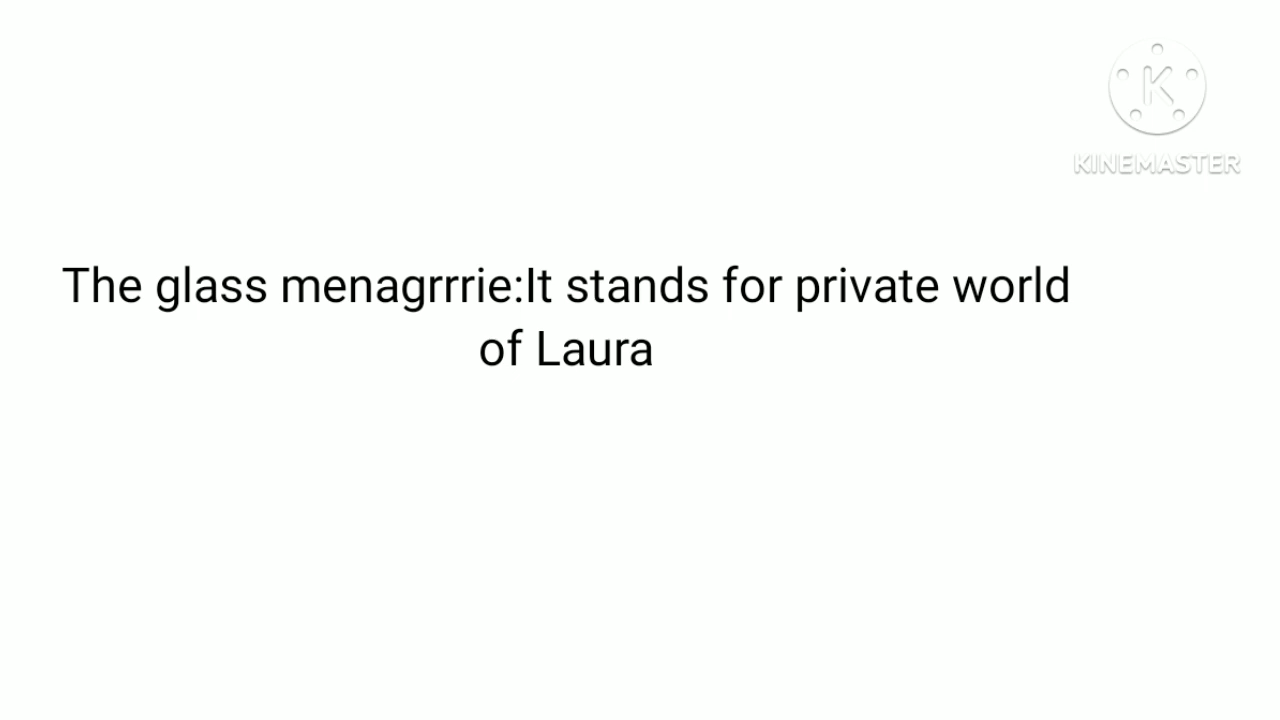 K
KINEMASTER
The glass menagrrrie:It stands for private world
of Laura